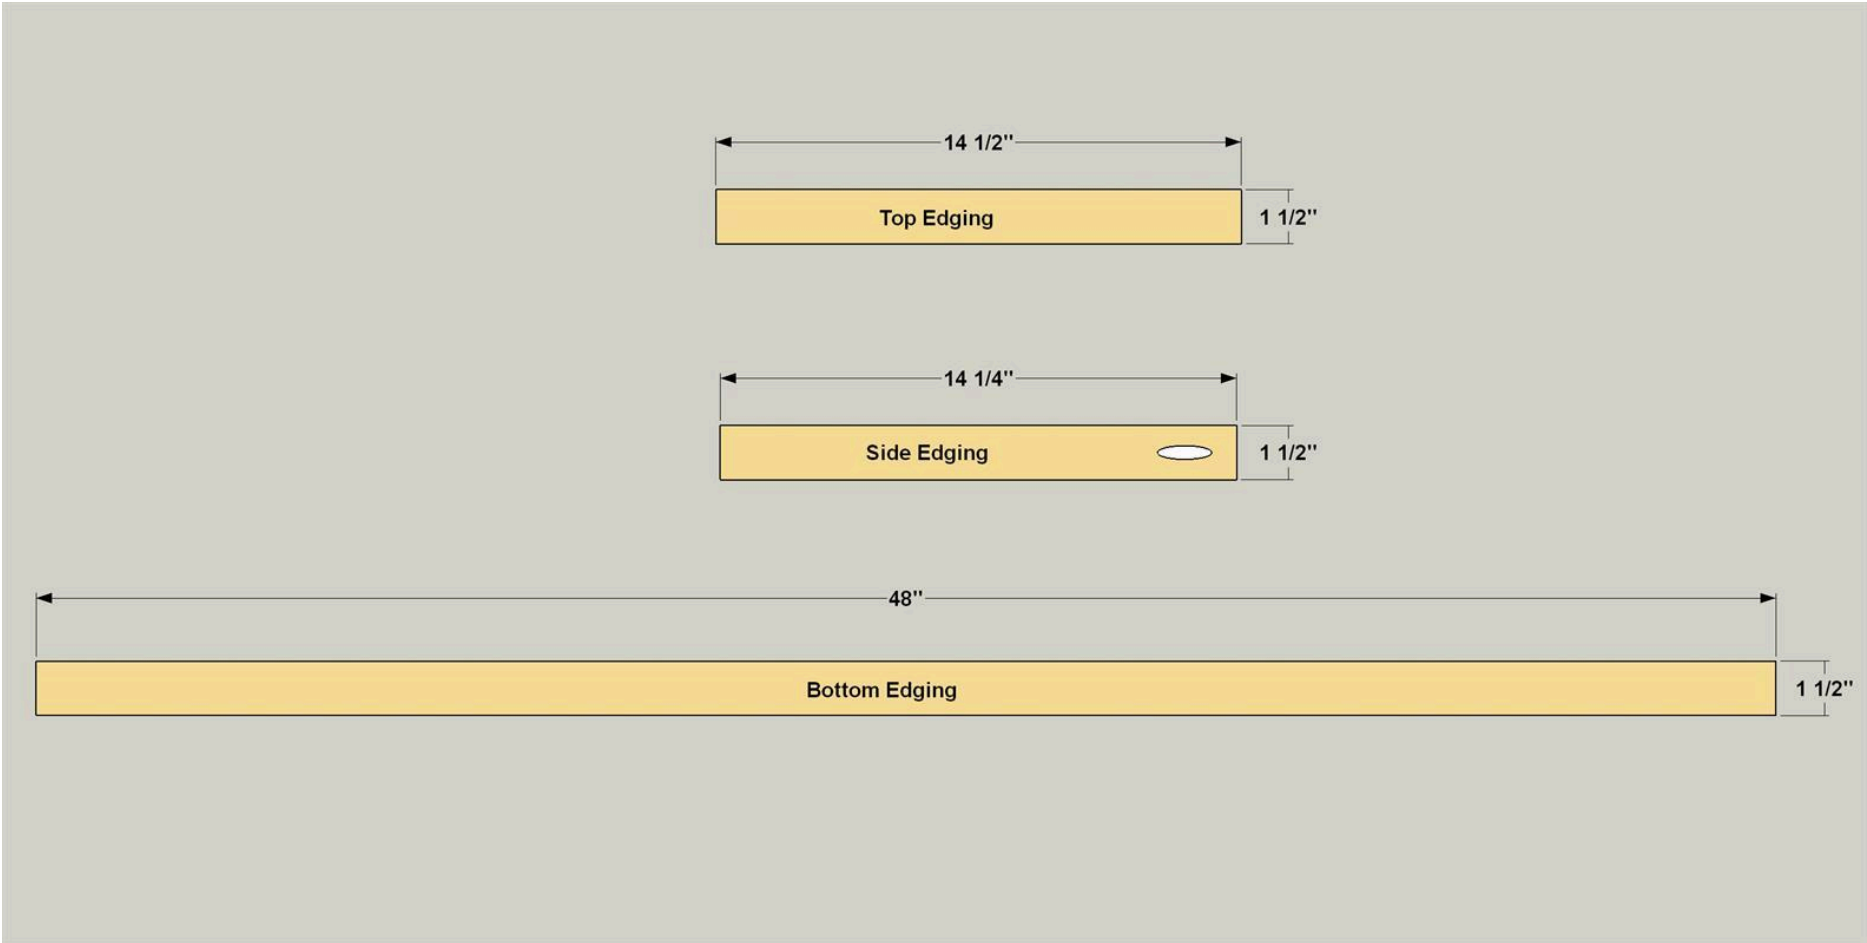 14 1/2"
Top Edging
1 1/2"
14 1/4"
Side Edging
1 1/2"
48"
Bottom Edging
1 1/2"